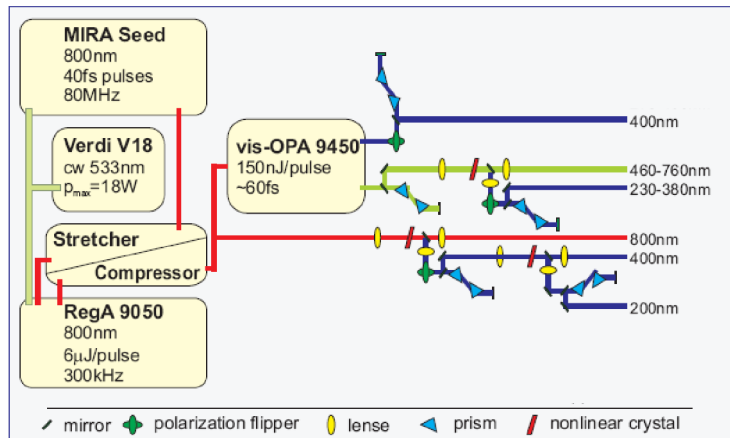 MIRA Seed
800nm
40fs pulses
80MHz
Verdi V18
cw 533nm
pmax=18W
vis-OPA 9450
150nJ/pulse
~60fs
Stretcher
Compressor
RegA 9050
800nm
6µJ/pulse
300kHz
400nm
460-760nm
230-380nm
800nm
400nm
200nm
mirror
polarization flipper
lense
prism
nonlinear crystal